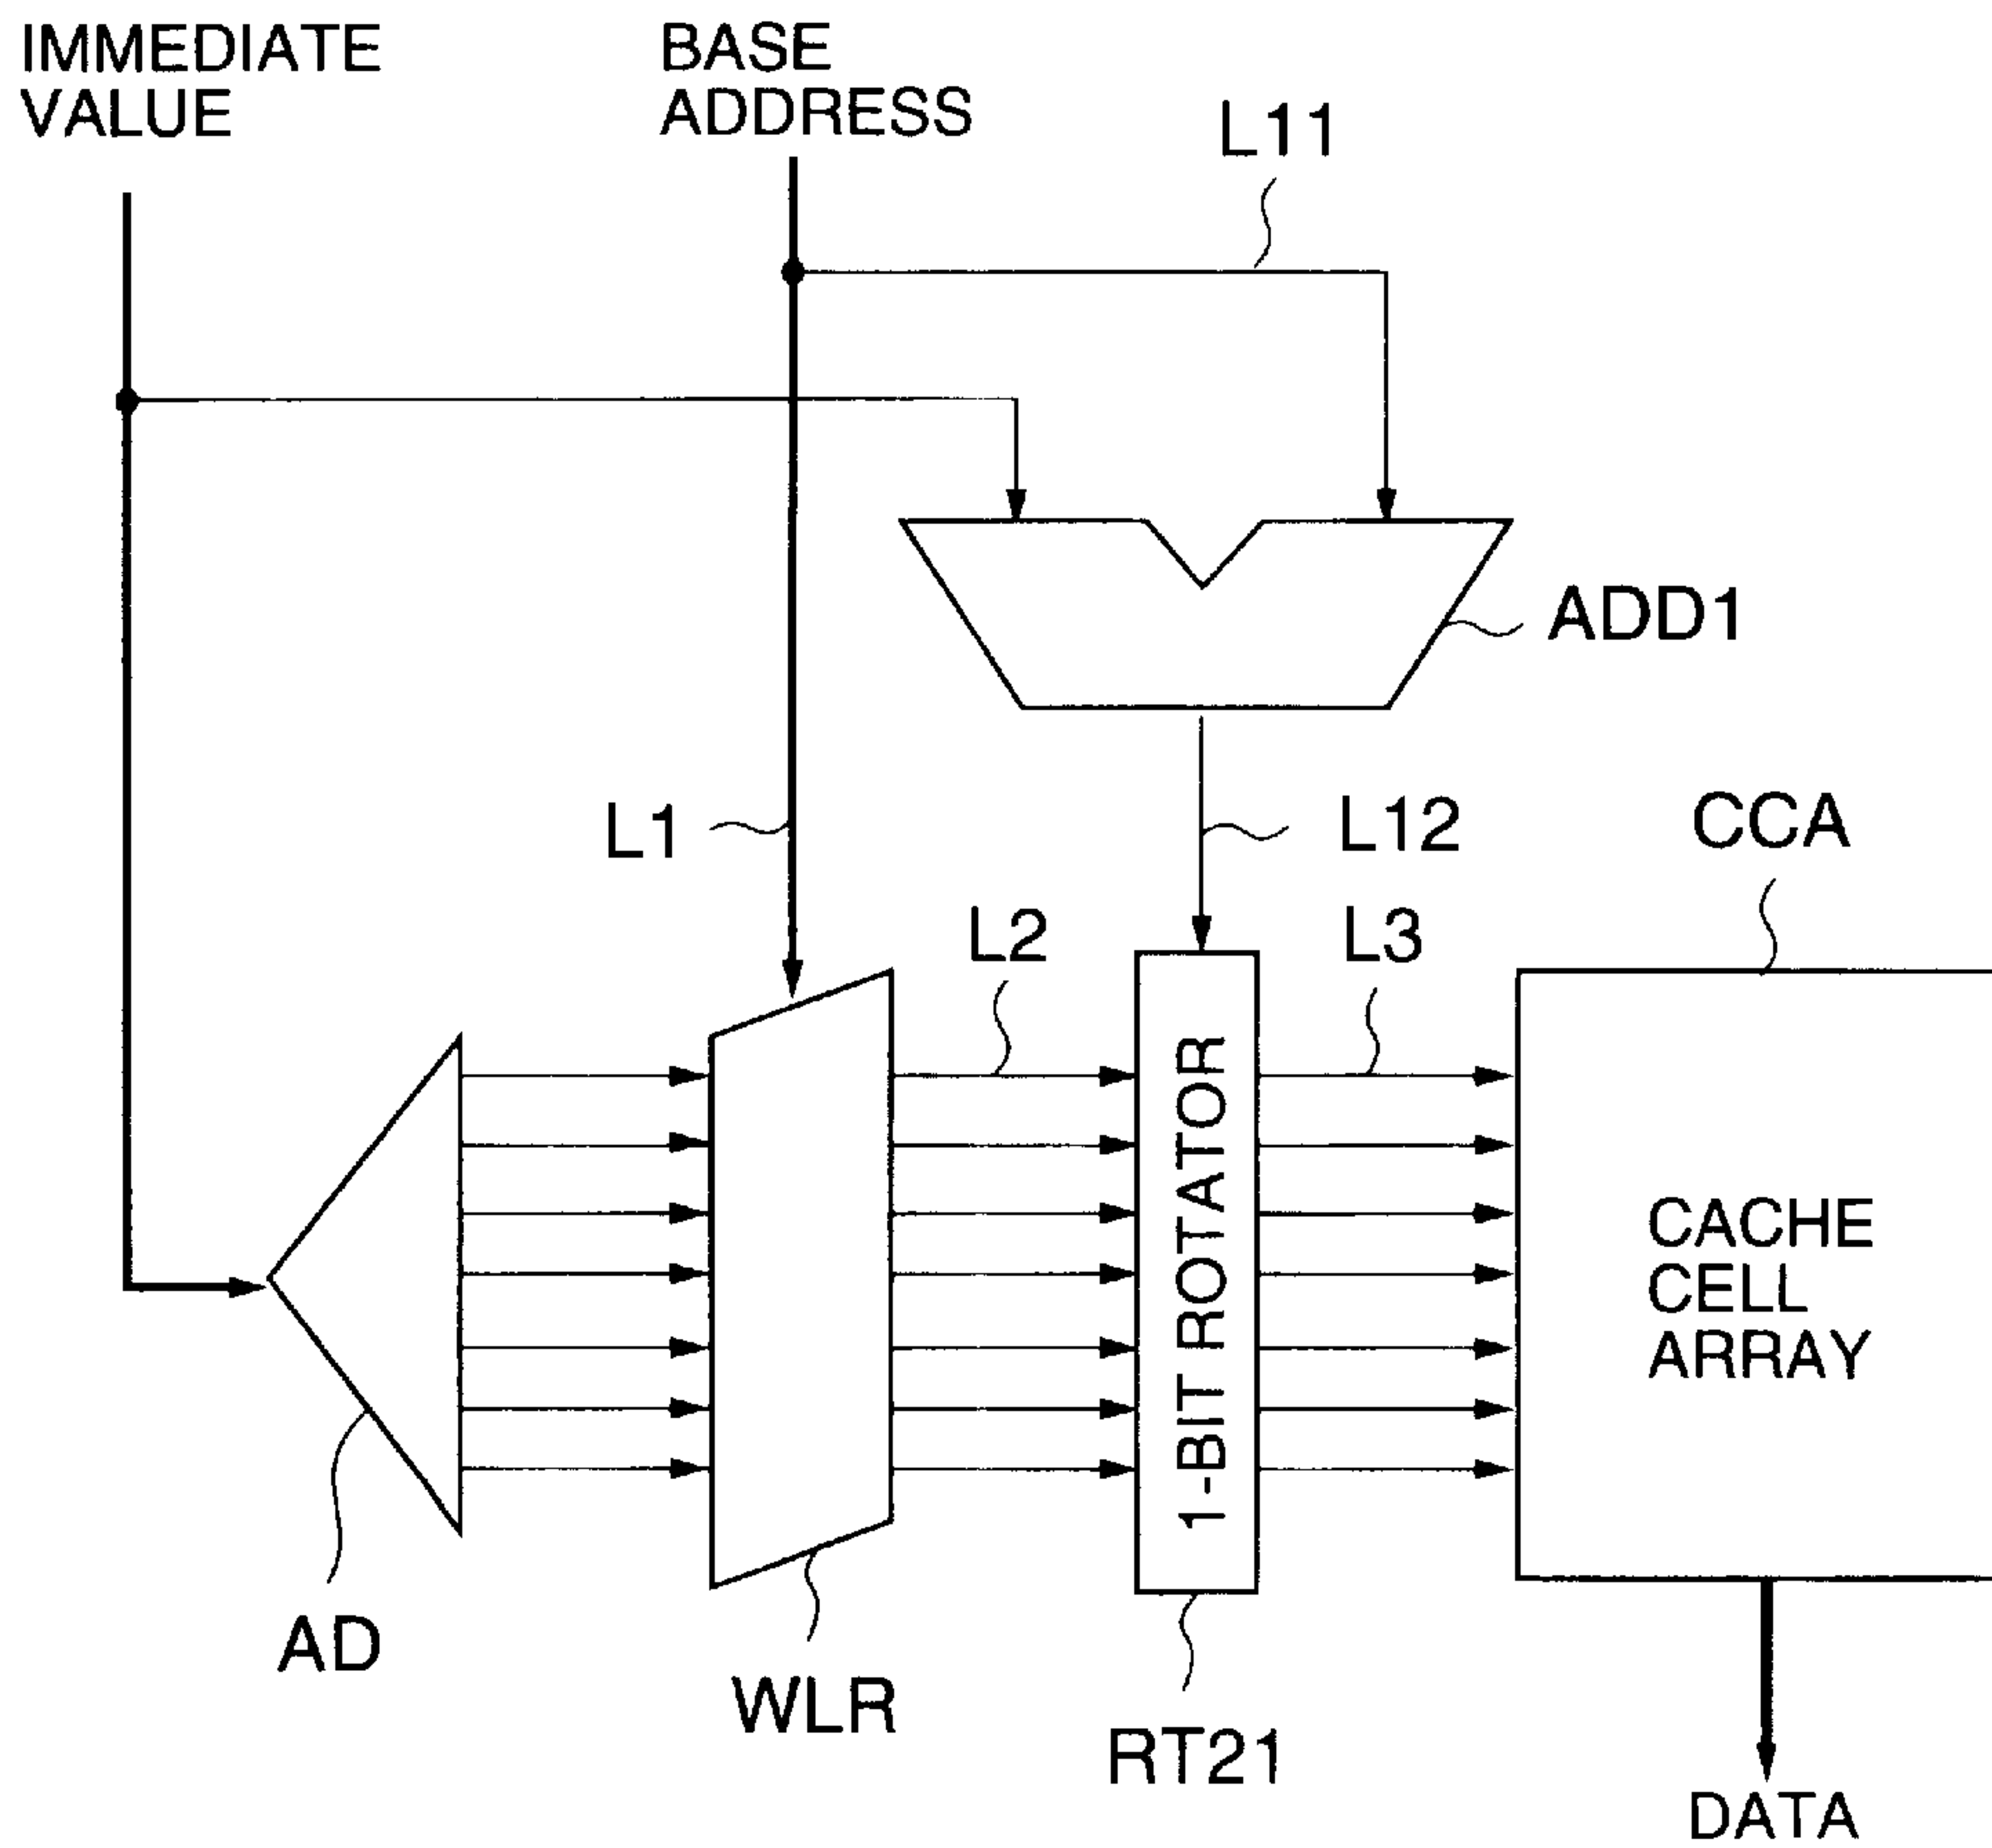 IMMEDIATE
VALUE
BASE
ADDRESS
L11
ADD1
L1
L12
CCA
L2
L3
1-BIT ROTATOR
CACHE
CELL
ARRAY
AD
WLR
RT21
DATA